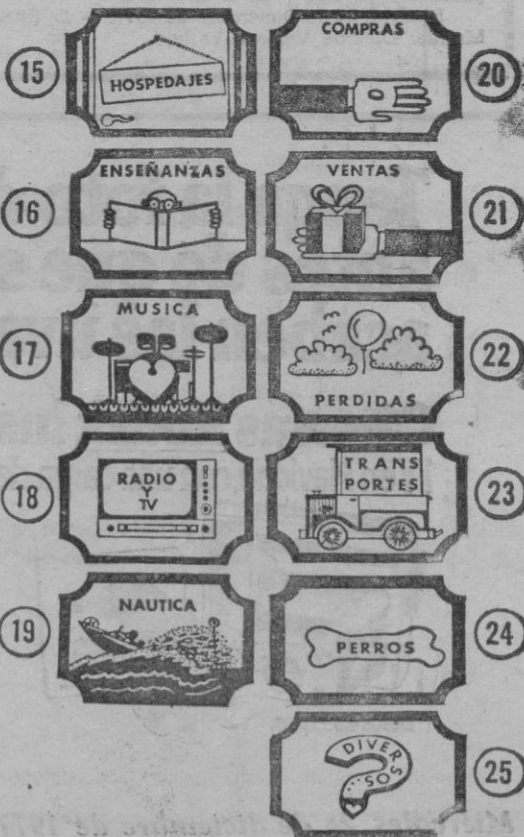 15
HOSPEDAJES
16
ENSEÑANZAS
17
MUSICA
18
RADIO
Y
TV
19
NAUTICA
COMPRAS
20
VENTAS
21
22
PERDIDAS
TRANS
PORTES
23
PERROS
24
DIVER
SOS
25